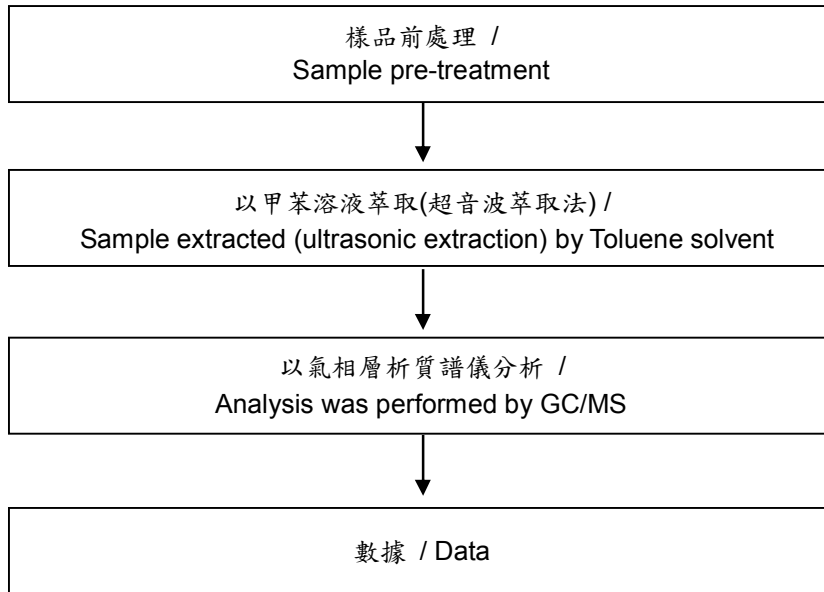 樣品前處理 /
Sample pre-treatment
以甲苯溶液萃取(超音波萃取法) /
Sample extracted (ultrasonic extraction) by Toluene solvent
以氣相層析質譜儀分析 /
Analysis was performed by GC/MS
數據 / Data